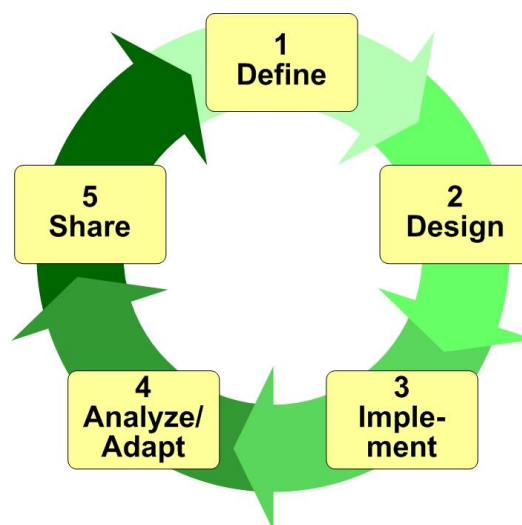 1
Define
2
Design
3
Imple-
ment
4
Analyze/
Adapt
5
Share